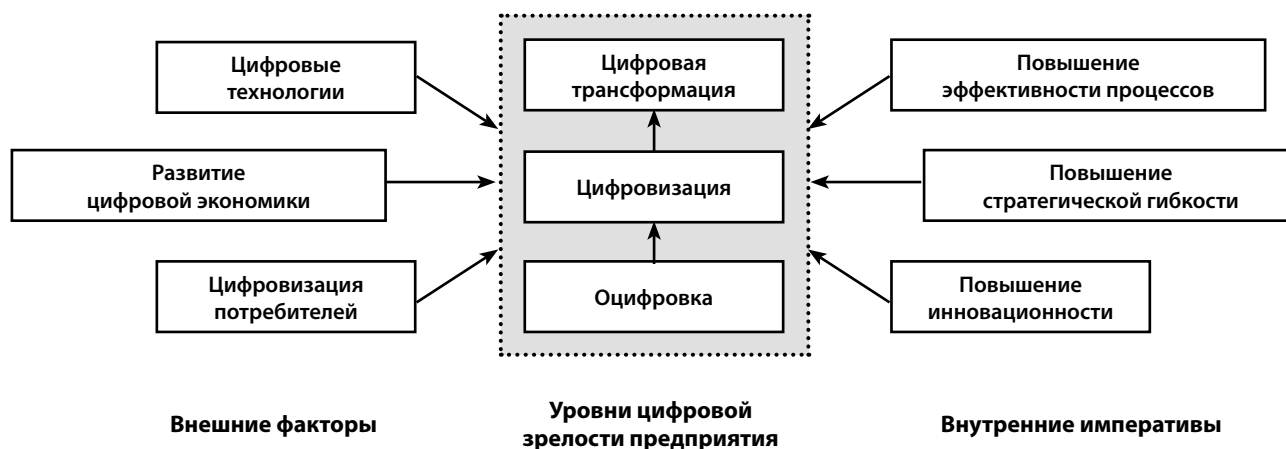 Цифровые
технологии
Развитие
цифровой экономики
Цифровизация
потребителей
Внешние факторы
Цифровая
трансформация
Цифровизация
Оцифровка
Уровни цифровой
зрелости предприятия
Повышение
эффективности процессов
Повышение
стратегической гибкости
Повышение
инновационности
Внутренние императивы